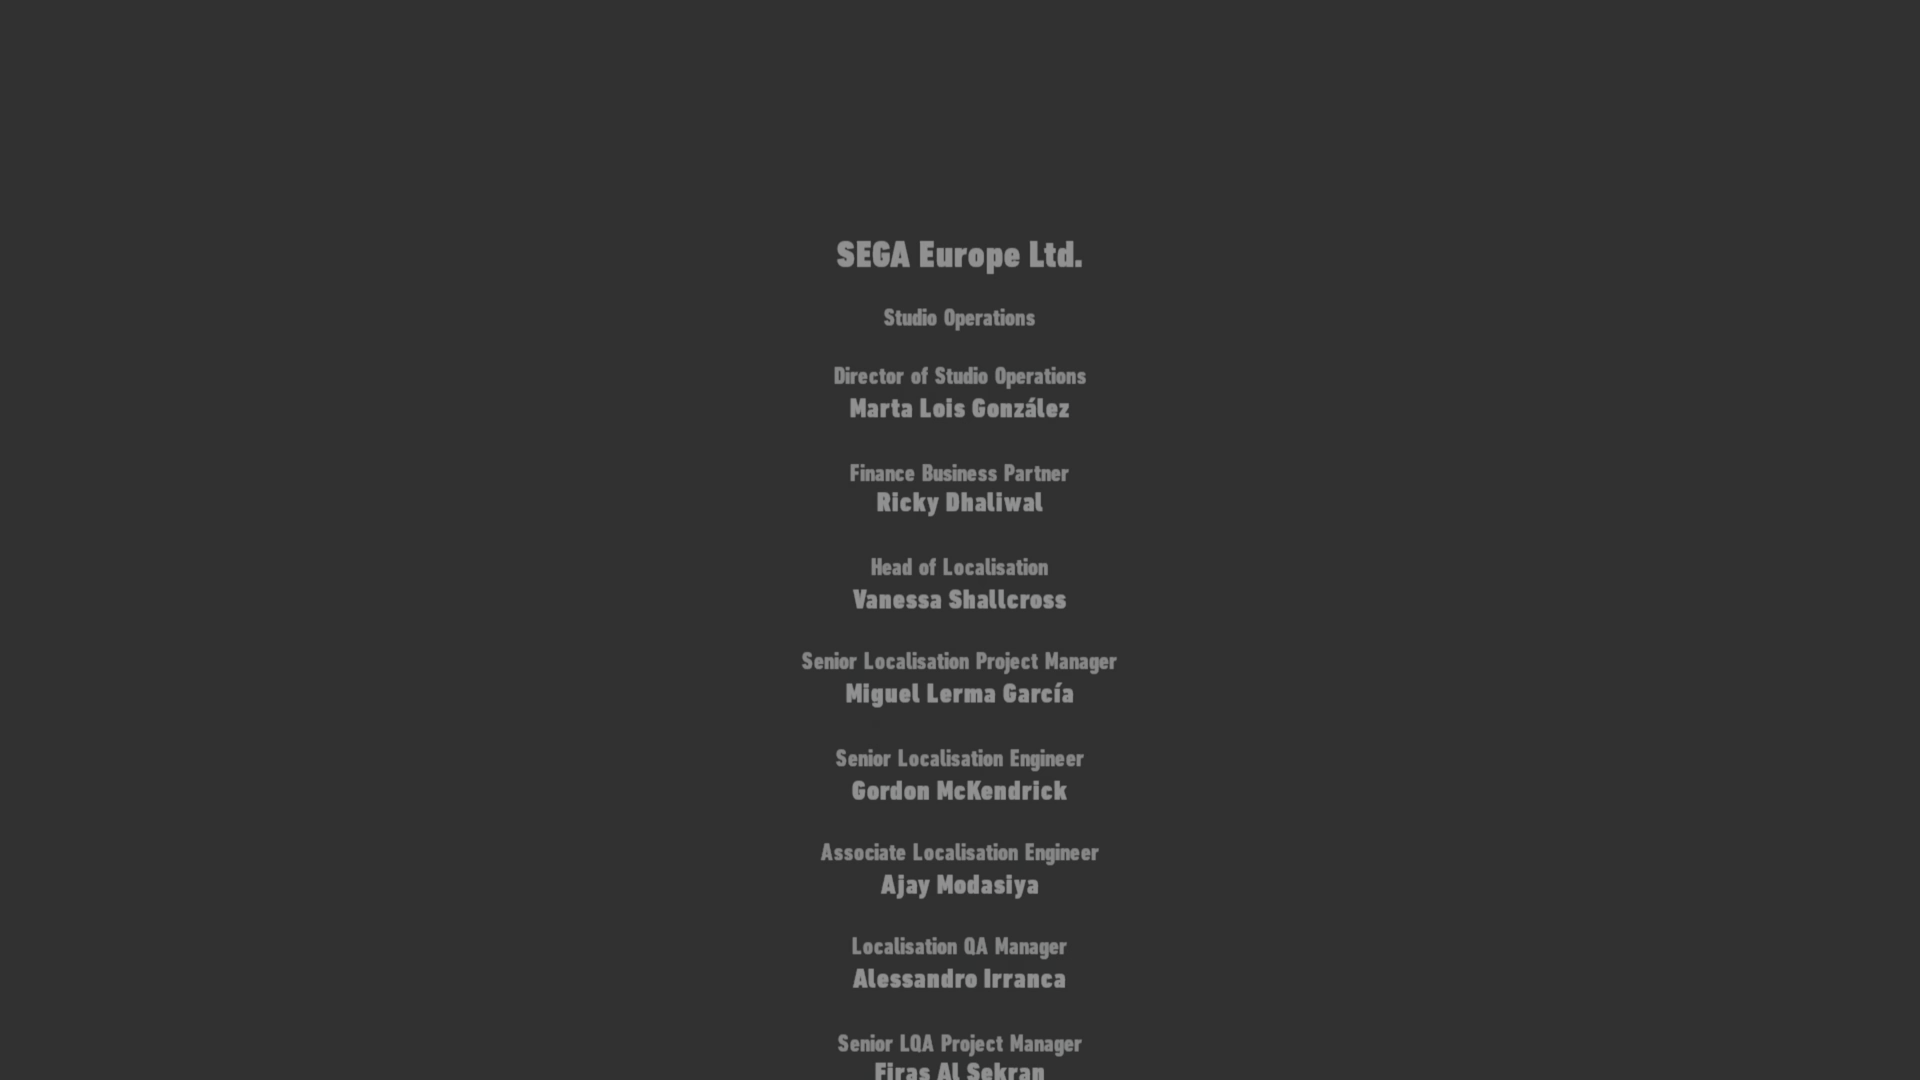 SEGA Europe Ltd.
Studio Operations
Director of Studio Operations
Marta Lois González
Finance Business Partner
Ricky Dhaliwal
Head of Localisation
Vanessa Shallcross
Senior Localisation Project Manager
Miguel Lerma García
Senior Localisation Engineer
Gordon McKendrick
Associate Localisation Engineer
Ajay Modasiya
Localisation QA Manager
Alessandro Irranca
Senior LQA Project Manager
Firas Al Sekran